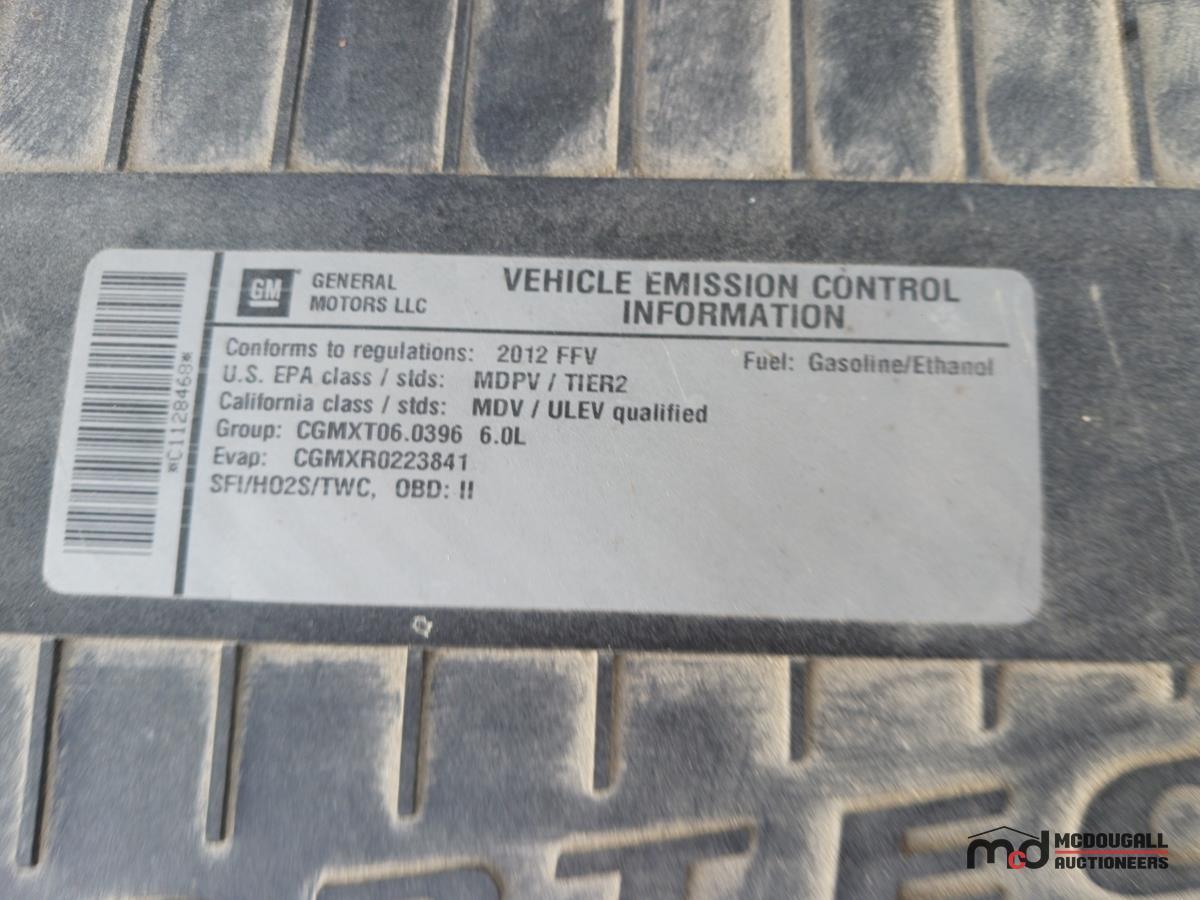 GM GENERAL MOTORS LLC
VEHICLE EMISSION CONTROL
INFORMATION
Conforms to regulations: 2012 FFV Fuel: Gasoline/Ethanol
U.S. EPA class / stds: MDPV / TIER2
California class / stds: MDV / ULEV qualified
Group: CGMXT06.0396 6.0L
Evap: CGMXR0223841
SFI/HO2S/TWC, OBD: II
*C1128468*
mcd MCDOUGALL
AUCTIONEERS